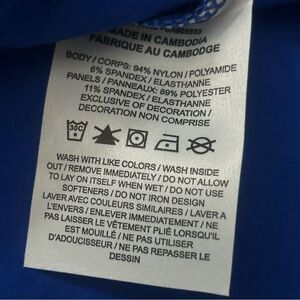 MADE IN CAMBODIA
FABRIQUE AU CAMBODGE
BODY / CORPS: 94% NYLON / POLYAMIDE
6% SPANDEX / ELASTHANNE
PANELS / PANNEAUX: 89% POLYESTER
11% SPANDEX / ELASTHANNE
EXCLUSIVE OF DECORATION /
DECORATION NON COMPRISE
30C
WASH WITH LIKE COLORS / WASH INSIDE
OUT / REMOVE IMMEDIATELY / DO NOT ALLOW
TO LAY ON ITSELF WHEN WET / DO NOT USE
SOFTENERS / DO NOT IRON DESIGN
LAVER AVEC COULEURS SIMILAIRES / LAVER
L'ENVERS / ENLEVER IMMEDIATEMENT / NE
PAS LAISSER LE VÊTEMENT PLIÉ LORSQU'IL
EST MOUILLÉ / NE PAS UTILISER
D'ADOUCISSEUR / NE PAS REPASSER LE
DESSIN